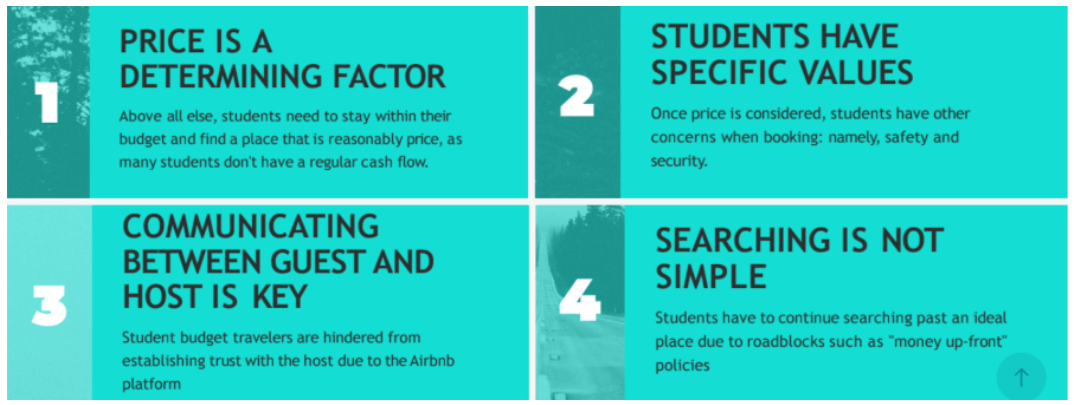 1
PRICE IS A
DETERMINING FACTOR
Above all else, students need to stay within their
budget and find a place that is reasonably price, as
many students don't have a regular cash flow.
2
STUDENTS HAVE
SPECIFIC VALUES
Once price is considered, students have other
concerns when booking: namely, safety and
security.
3
COMMUNICATING
BETWEEN GUEST AND
HOST IS KEY
Student budget travelers are hindered from
establishing trust with the host due to the Airbnb
platform
4
SEARCHING IS NOT
SIMPLE
Students have to continue searching past an ideal
place due to roadblocks such as "money up-front"
policies